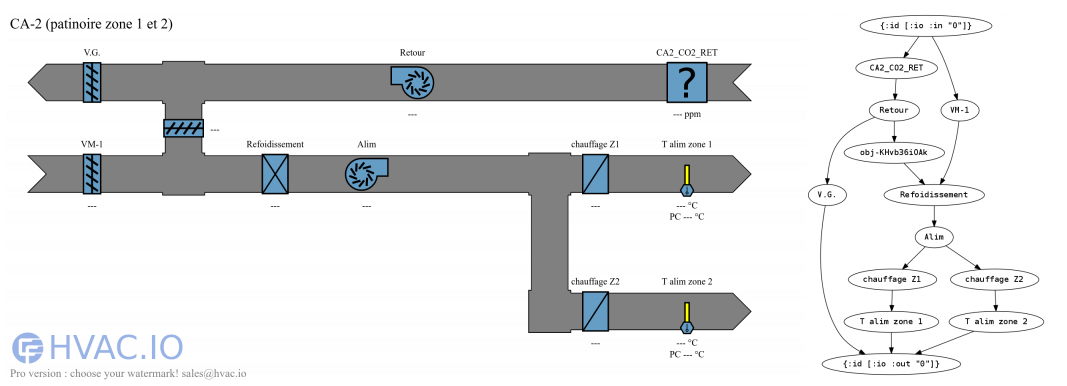 CA-2 (patinoire zone 1 et 2)
V.G.
Retour
CA2_CO2_RET
?
---
--- ppm
---
VM-1
Refoidissement
Alim
chauffage Z1
T alim zone 1
---
---
---
---
--- °C
PC --- °C
chauffage Z2
T alim zone 2
---
--- °C
PC --- °C
HVAC.IO
Pro version : choose your watermark! sales@hvac.io
{:id [:io :in "0"]}
CA2_CO2_RET
Retour
VM-1
obj-KHvb36iOAk
V.G.
Refoidissement
Alim
chauffage Z1
chauffage Z2
T alim zone 1
T alim zone 2
{:id [:io :out "0"]}